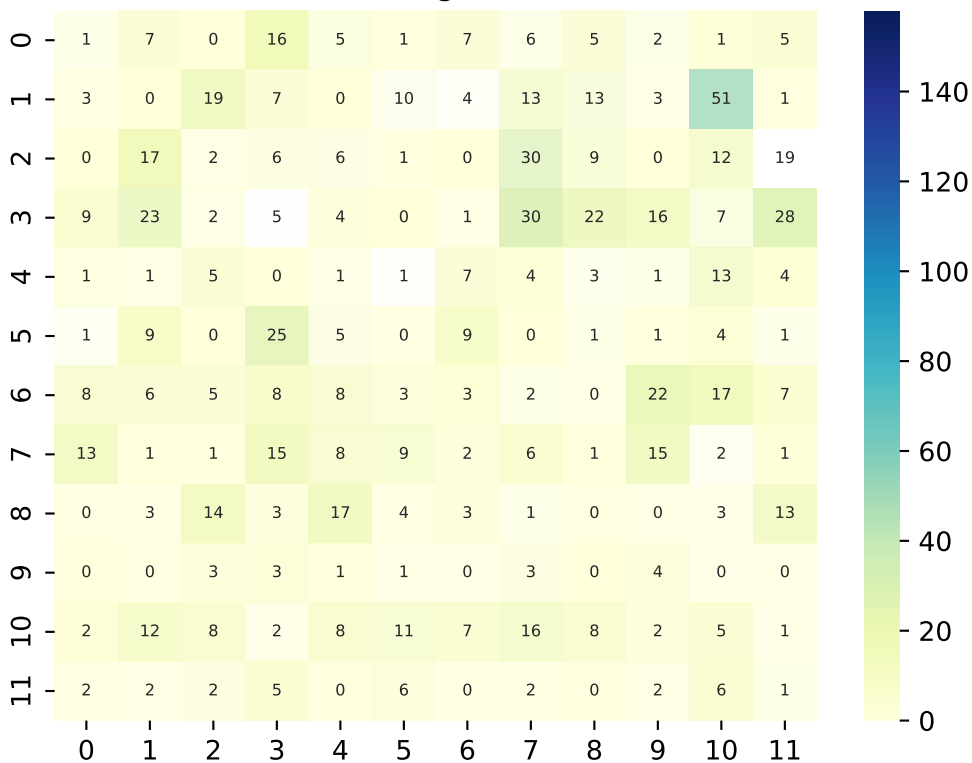 0 1 7 0 16 5 1 7 6 5 2 1 5
1 3 0 19 7 0 10 4 13 13 3 51 1
2 0 17 2 6 6 1 0 30 9 0 12 19
3 9 23 2 5 4 0 1 30 22 16 7 28
4 1 1 5 0 1 1 7 4 3 1 13 4
5 1 9 0 25 5 0 9 0 1 1 4 1
6 8 6 5 8 8 3 3 2 0 22 17 7
7 13 1 1 15 8 9 2 6 1 15 2 1
8 0 3 14 3 17 4 3 1 0 0 3 13
9 0 0 3 3 1 1 0 3 0 4 0 0
10 2 12 8 2 8 11 7 16 8 2 5 1
11 2 2 2 5 0 6 0 2 0 2 6 1
0 1 2 3 4 5 6 7 8 9 10 11
140
120
100
80
60
40
20
0